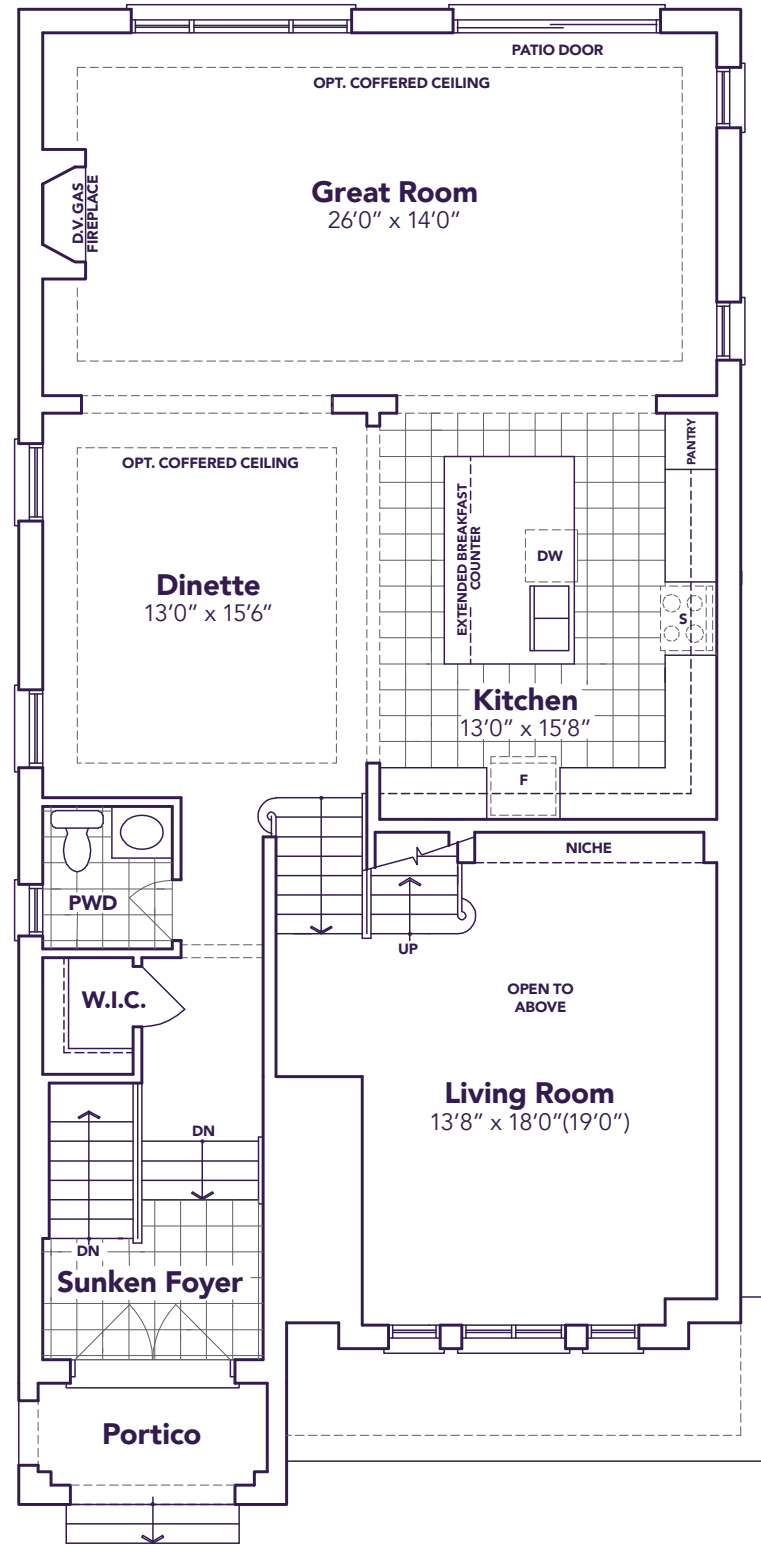 PATIO DOOR
OPT. COFFERED CEILING
Great Room
26'0" x 14'0"
D.V. GAS
FIREPLACE
OPT. COFFERED CEILING
PANTRY
EXTENDED BREAKFAST
COUNTER
DW
Dinette
13'0" x 15'6"
S
Kitchen
13'0" x 15'8"
F
NICHE
PWD
UP
W.I.C.
OPEN TO
ABOVE
Living Room
13'8" x 18'0"(19'0")
DN
DN
Sunken Foyer
Portico